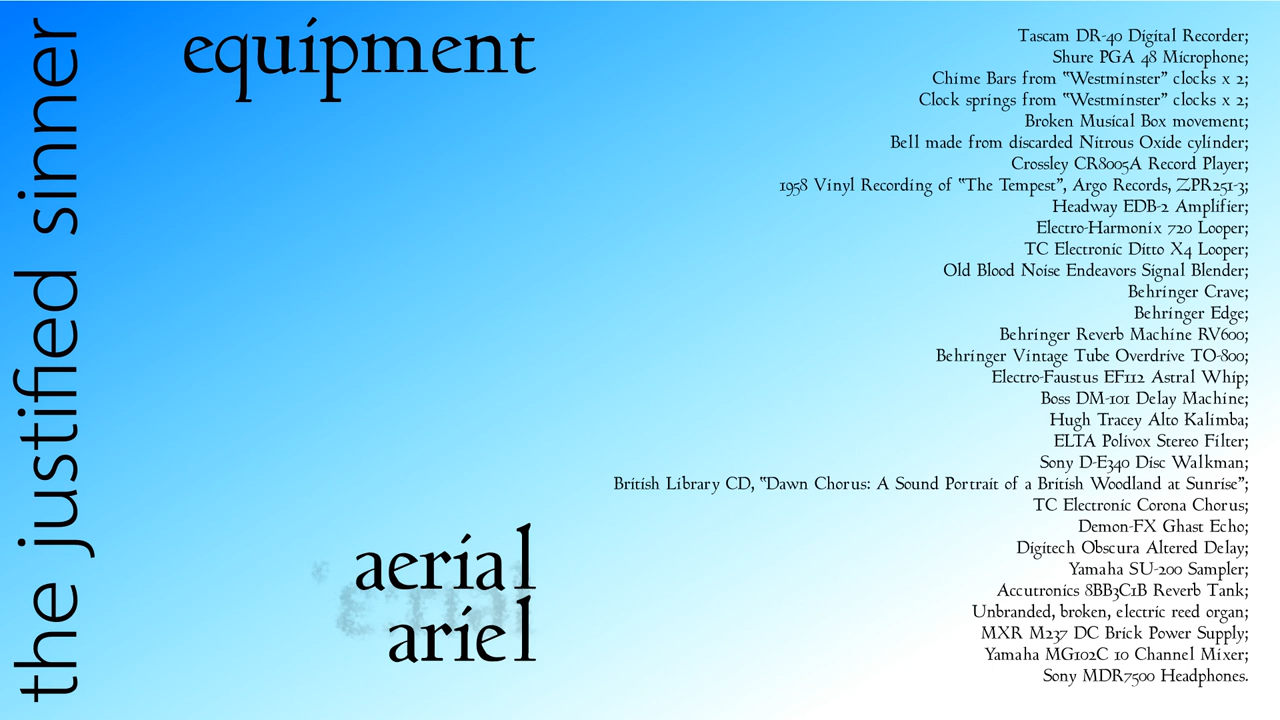 the justified sinner
equipment
Tascam DR-40 Digital Recorder;
Shure PGA 48 Microphone;
Chime Bars from "Westminster" clocks x 2;
Clock springs from "Westminster" clocks x 2;
Broken Musical Box movement;
Bell made from discarded Nitrous Oxide cylinder;
Crossley CR8005A Record Player;
1958 Vinyl Recording of "The Tempest", Argo Records, ZPR251-3;
Headway EDB-2 Amplifier;
Electro-Harmonix 720 Looper;
TC Electronic Ditto X4 Looper;
Old Blood Noise Endeavors Signal Blender;
Behringer Crave;
Behringer Edge;
Behringer Reverb Machine RV600;
Behringer Vintage Tube Overdrive TO-800;
Electro-Faustus EF112 Astral Whip;
Boss DM-101 Delay Machine;
Hugh Tracey Alto Kalimba;
ELTA Polivox Stereo Filter;
Sony D-E340 Disc Walkman;
British Library CD, "Dawn Chorus: A Sound Portrait of a British Woodland at Sunrise";
TC Electronic Corona Chorus;
Demon-FX Ghast Echo;
Digitech Obscura Altered Delay;
Yamaha SU-200 Sampler;
Accutronics 8BB3C1B Reverb Tank;
Unbranded, broken, electric reed organ;
MXR M237 DC Brick Power Supply;
Yamaha MG102C 10 Channel Mixer;
Sony MDR7500 Headphones.
aerial
ariel